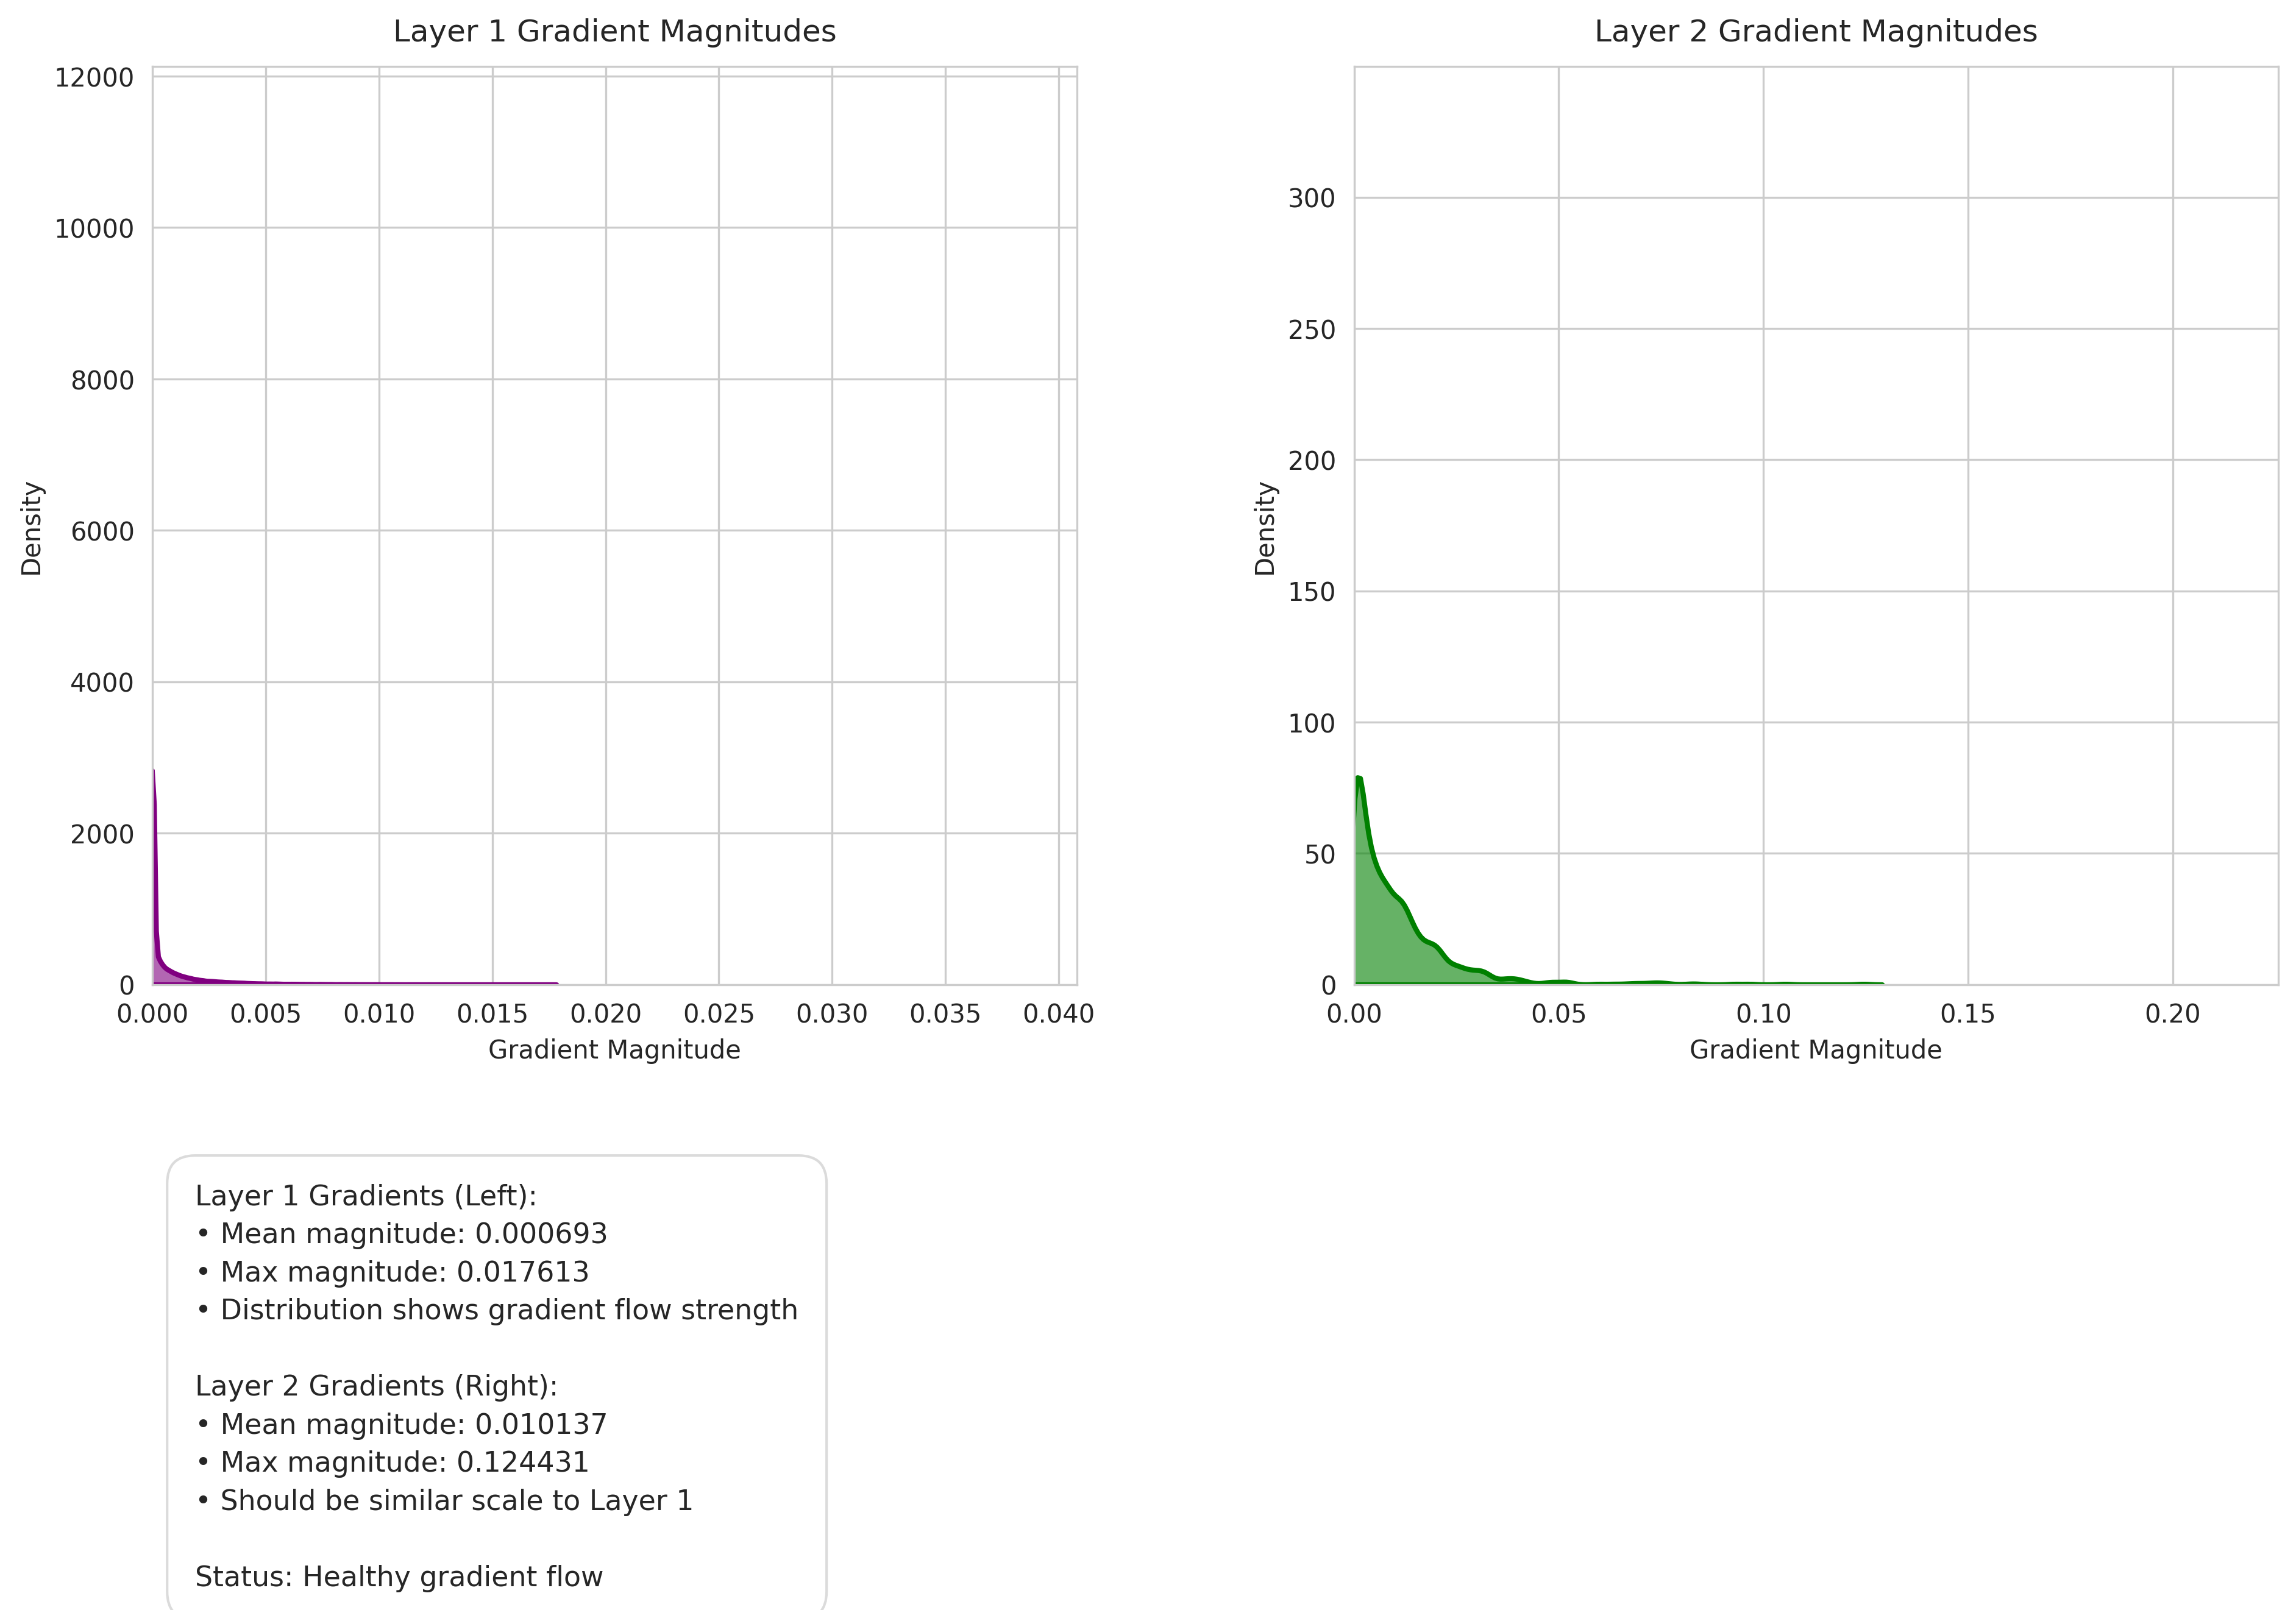 Layer 1 Gradient Magnitudes
12000
10000
8000
6000
4000
2000
0
Density
0.000 0.005 0.010 0.015 0.020 0.025 0.030 0.035 0.040
Gradient Magnitude
Layer 2 Gradient Magnitudes
300
250
200
150
100
50
0
Density
0.00 0.05 0.10 0.15 0.20
Gradient Magnitude
Layer 1 Gradients (Left):
• Mean magnitude: 0.000693
• Max magnitude: 0.017613
• Distribution shows gradient flow strength
Layer 2 Gradients (Right):
• Mean magnitude: 0.010137
• Max magnitude: 0.124431
• Should be similar scale to Layer 1
Status: Healthy gradient flow